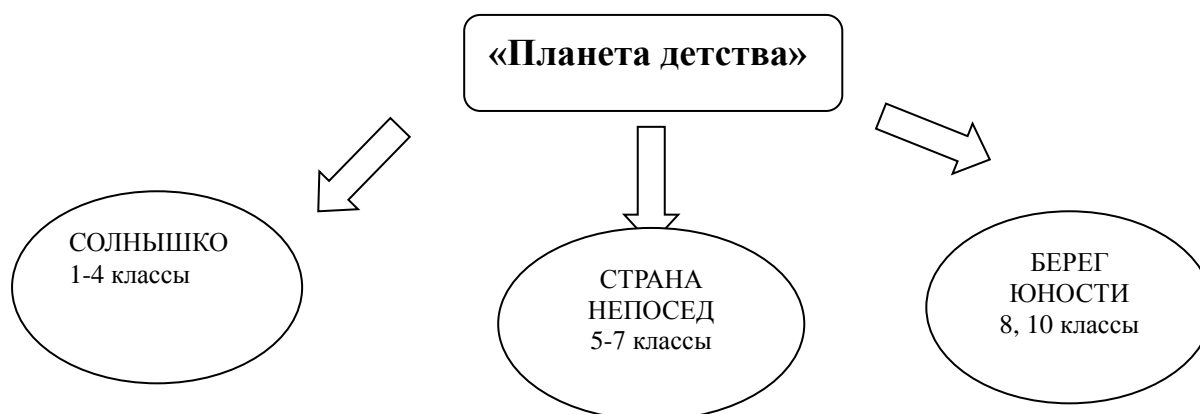 «Планета детства»
СОЛНЫШКО
1-4 классы
СТРАНА
НЕПОСЕД
5-7 классы
БЕРЕГ
ЮНОСТИ
8, 10 классы